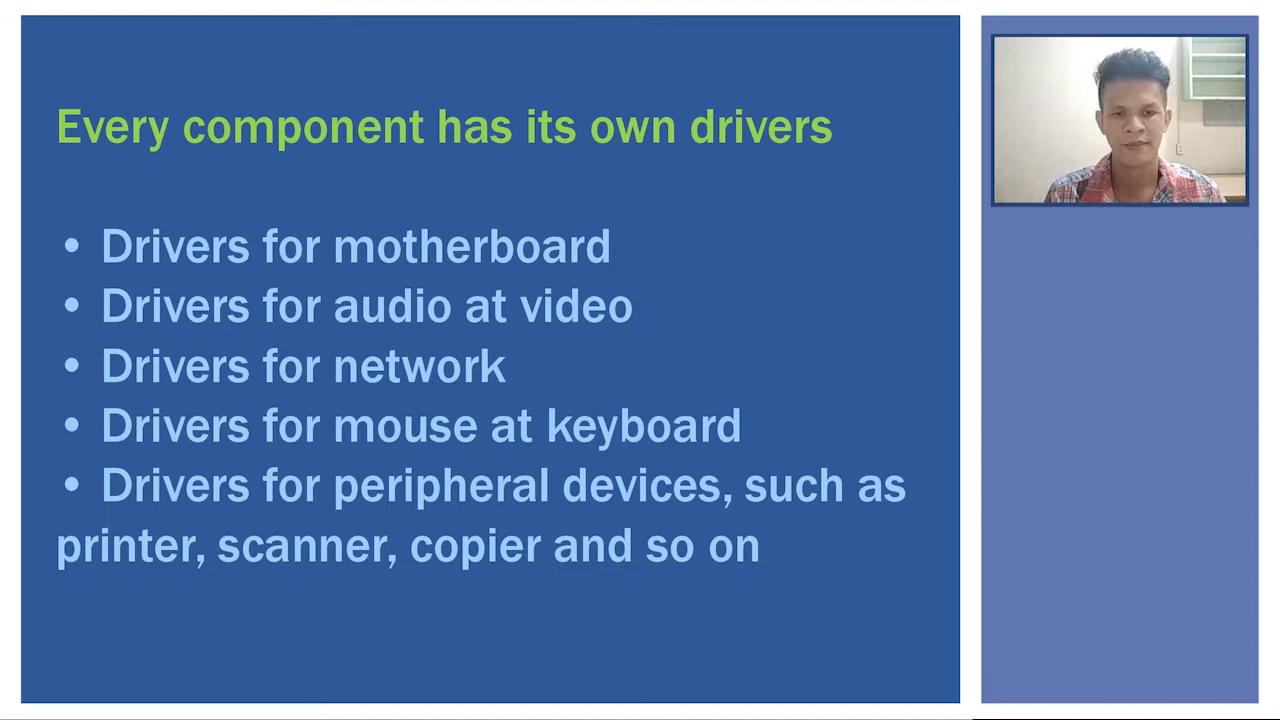 Every component has its own drivers
• Drivers for motherboard
• Drivers for audio at video
• Drivers for network
• Drivers for mouse at keyboard
• Drivers for peripheral devices, such as
printer, scanner, copier and so on